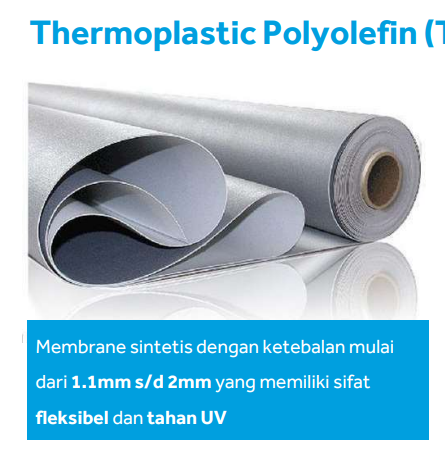 Thermoplastic Polyolefin (T
Membrane sintetis dengan ketebalan mulai
dari 1.1mm s/d 2mm yang memiliki sifat
fleksibel dan tahan UV